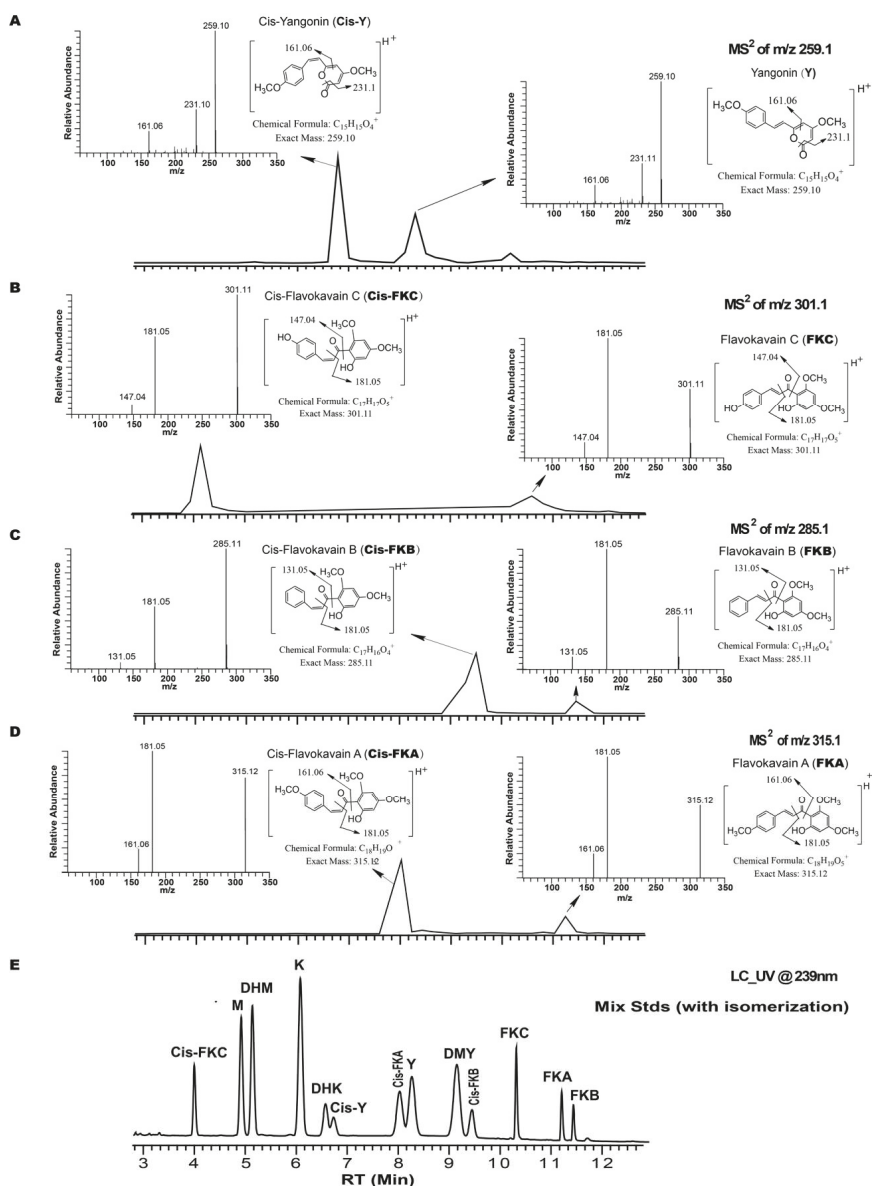 A
Cis-Yangonin (Cis-Y)
259.10
231.10
161.06
Relative Abundance
100 150 200 250 300 350
m/z
H+
161.06
H₃CO
OCH₃
O
O
231.1
Chemical Formula: C₁₅H₁₅O₄⁺
Exact Mass: 259.10
MS² of m/z 259.1
Yangonin (Y)
259.10
231.11
161.06
Relative Abundance
100 150 200 250 300 350
m/z
H+
161.06
H₃CO
OCH₃
O
O
231.1
Chemical Formula: C₁₅H₁₅O₄⁺
Exact Mass: 259.10
B
Cis-Flavokavain C (Cis-FKC)
301.11
181.05
147.04
Relative Abundance
100 150 200 250 300 350
m/z
H+
147.04
H₃CO
HO
O
OCH₃
HO
181.05
Chemical Formula: C₁₇H₁₇O₅⁺
Exact Mass: 301.11
MS² of m/z 301.1
Flavokavain C (FKC)
181.05
301.11
147.04
Relative Abundance
100 150 200 250 300 350
m/z
H+
147.04
O
OCH₃
HO
OH
OCH₃
181.05
Chemical Formula: C₁₇H₁₇O₅⁺
Exact Mass: 301.11
C
Cis-Flavokavain B (Cis-FKB)
285.11
181.05
131.05
Relative Abundance
100 150 200 250 300 350
m/z
H+
131.05
H₃CO
O
OCH₃
HO
181.05
Chemical Formula: C₁₇H₁₆O₄⁺
Exact Mass: 285.11
MS² of m/z 285.1
Flavokavain B (FKB)
181.05
285.11
131.05
Relative Abundance
100 150 200 250 300 350
m/z
H+
131.05
O
OCH₃
HO
OCH₃
181.05
Chemical Formula: C₁₇H₁₆O₄⁺
Exact Mass: 285.11
D
Cis-Flavokavain A (Cis-FKA)
181.05
315.12
161.06
Relative Abundance
100 150 200 250 300 350
m/z
H+
161.06
H₃CO
H₃CO
O
OCH₃
HO
181.05
Chemical Formula: C₁₈H₁₉O ⁺
Exact Mass: 315.12
MS² of m/z 315.1
Flavokavain A (FKA)
181.05
315.12
161.06
Relative Abundance
100 150 200 250 300 350
m/z
H+
161.06
O
OCH₃
H₃CO
OH
OCH₃
181.05
Chemical Formula: C₁₈H₁₉O₅⁺
Exact Mass: 315.12
E
LC_UV @ 239nm
Mix Stds (with isomerization)
Cis-FKC
M
DHM
K
DHK
Cis-Y
Cis-FKA
Y
DMY
Cis-FKB
FKC
FKA
FKB
3 4 5 6 7 8 9 10 11 12
RT (Min)